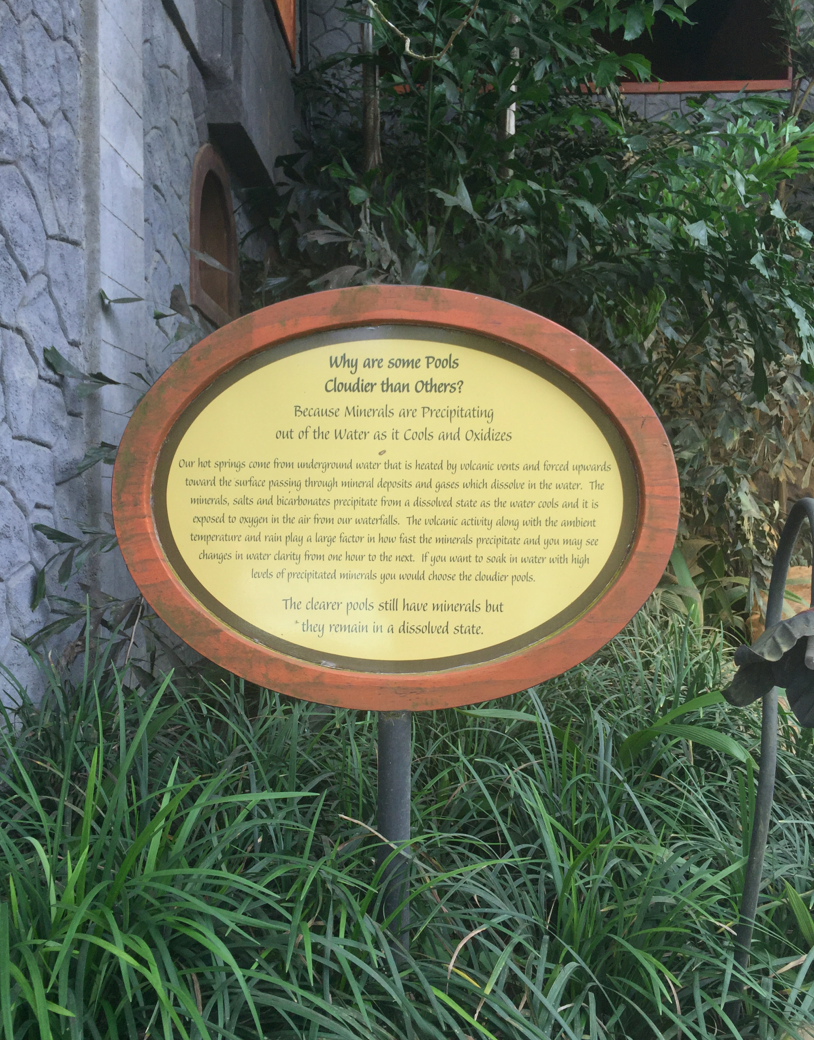 Why are some Pools
Cloudier than Others?
Because Minerals are Precipitating
out of the Water as it Cools and Oxidizes
Our hot springs come from underground water that is heated by volcanic vents and forced upwards
toward the surface passing through mineral deposits and gases which dissolve in the water. The
minerals, salts and bicarbonates precipitate from a dissolved state as the water cools and it is
exposed to oxygen in the air from our waterfalls. The volcanic activity along with the ambient
temperature and rain play a large factor in how fast the minerals precipitate and you may see
changes in water clarity from one hour to the next. If you want to soak in water with high
levels of precipitated minerals you would choose the cloudier pools.
The clearer pools still have minerals but
they remain in a dissolved state.